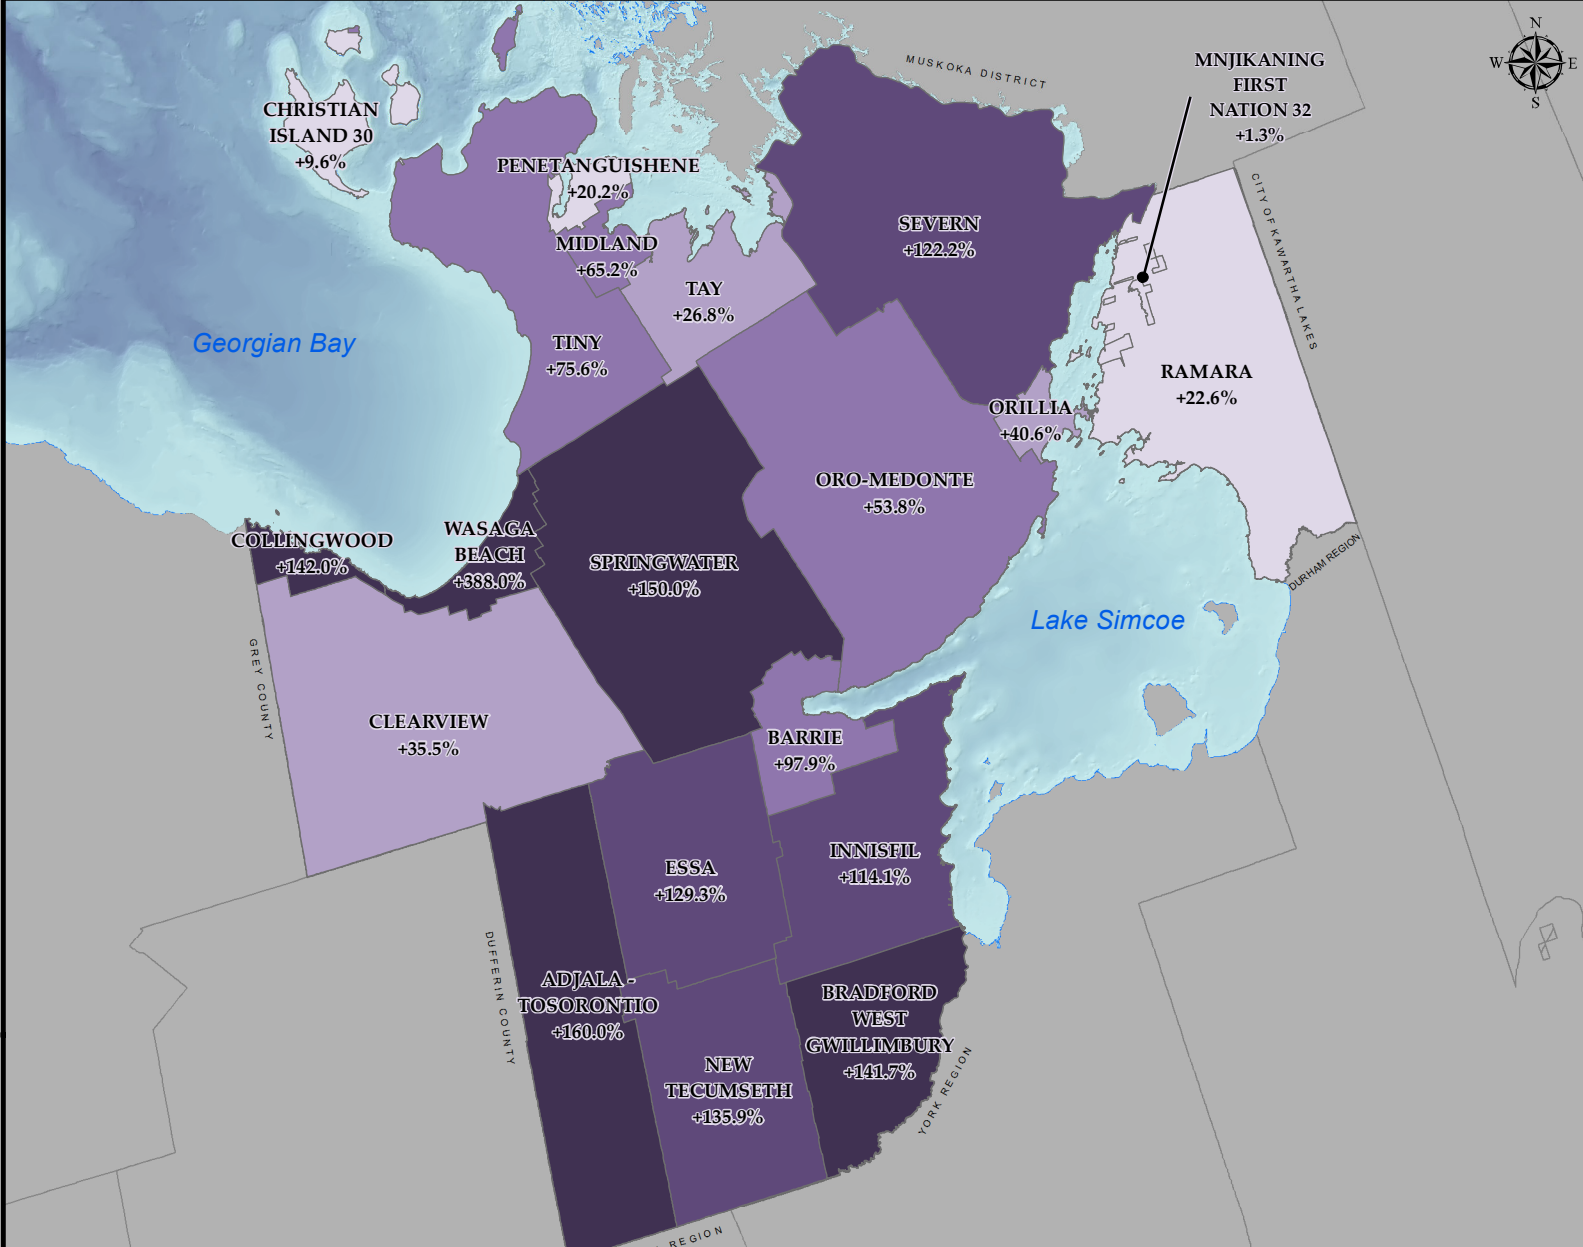 N
W
E
S
MUSKOKA DISTRICT
MNJIKANING
FIRST
NATION 32
+1.3%
CHRISTIAN
ISLAND 30
+9.6%
PENETANGUISHENE
+20.2%
CITY OF KAWARTHA LAKES
SEVERN
+122.2%
MIDLAND
+65.2%
TAY
+26.8%
Georgian Bay
TINY
+75.6%
RAMARA
+22.6%
ORILLIA
+40.6%
ORO-MEDONTE
+53.8%
COLLINGWOOD
+142.0%
WASAGA
BEACH
+388.0%
SPRINGWATER
+150.0%
DURHAM REGION
Lake Simcoe
GREY COUNTY
CLEARVIEW
+35.5%
BARRIE
+97.9%
ESSA
+129.3%
INNISFIL
+114.1%
DUFFERIN COUNTY
ADJALA -
TOSORONTIO
+160.0%
BRADFORD
WEST
GWILLIMBURY
+141.7%
NEW
TECUMSETH
+135.9%
YORK REGION
REGION